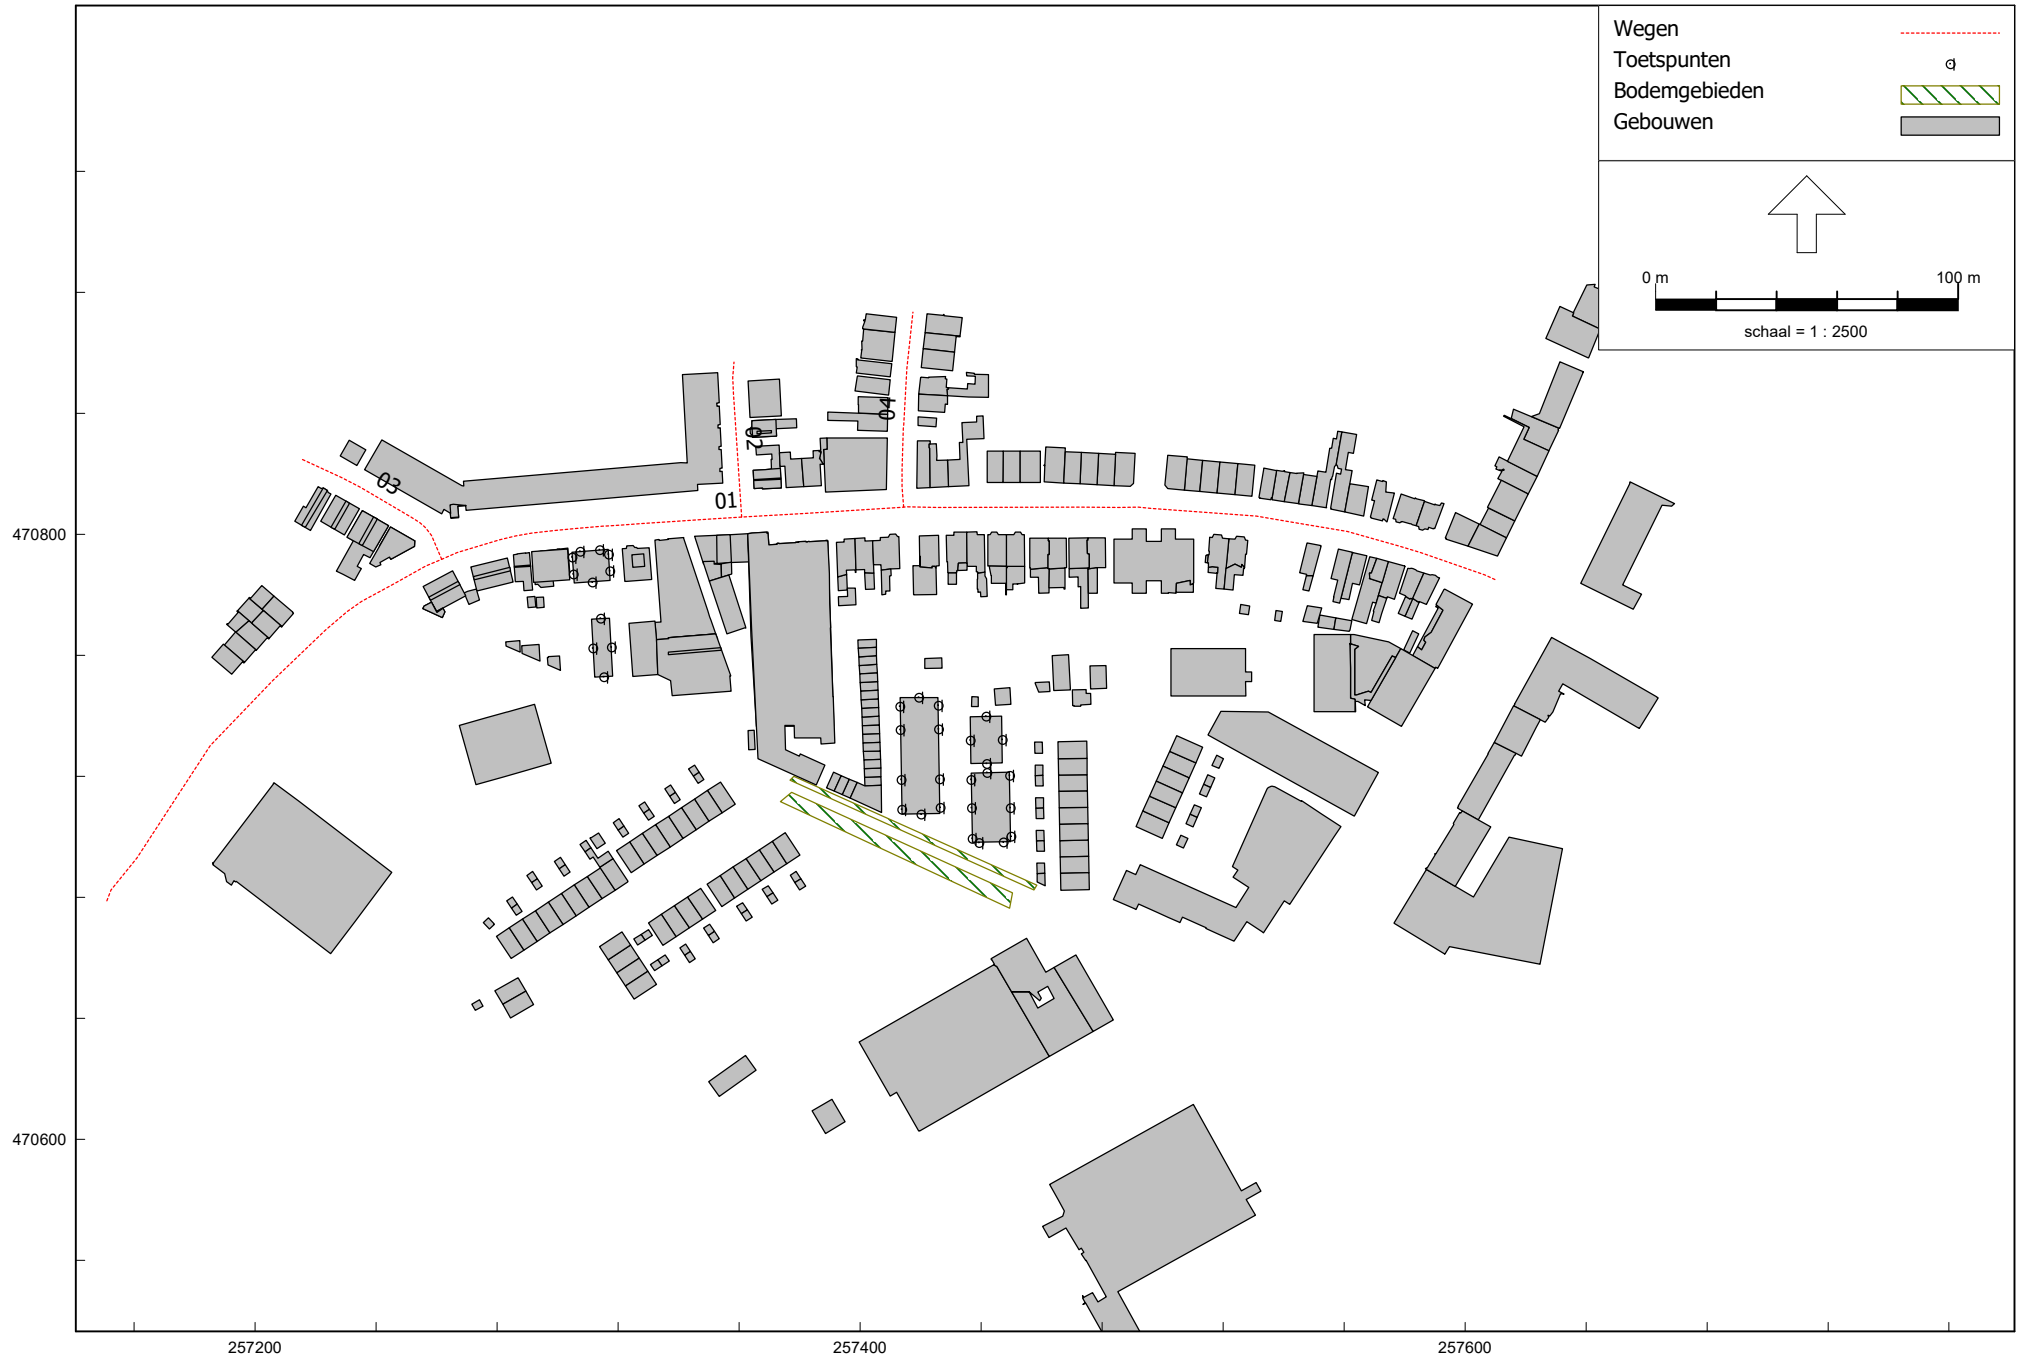 Wegen
Toetspunten
Bodemgebieden
Gebouwen
0 m 100 m
schaal = 1 : 2500
04
02
03
01
470800
470600
257200 257400 257600